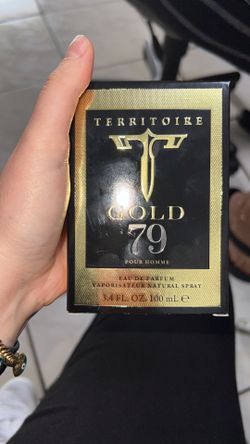 TERRITOIRE
GOLD
79
POUR HOMME
EAU DE PARFUM
VAPORISATEUR NATURAL SPRAY
3.4 FL. OZ. 100 mL ℮